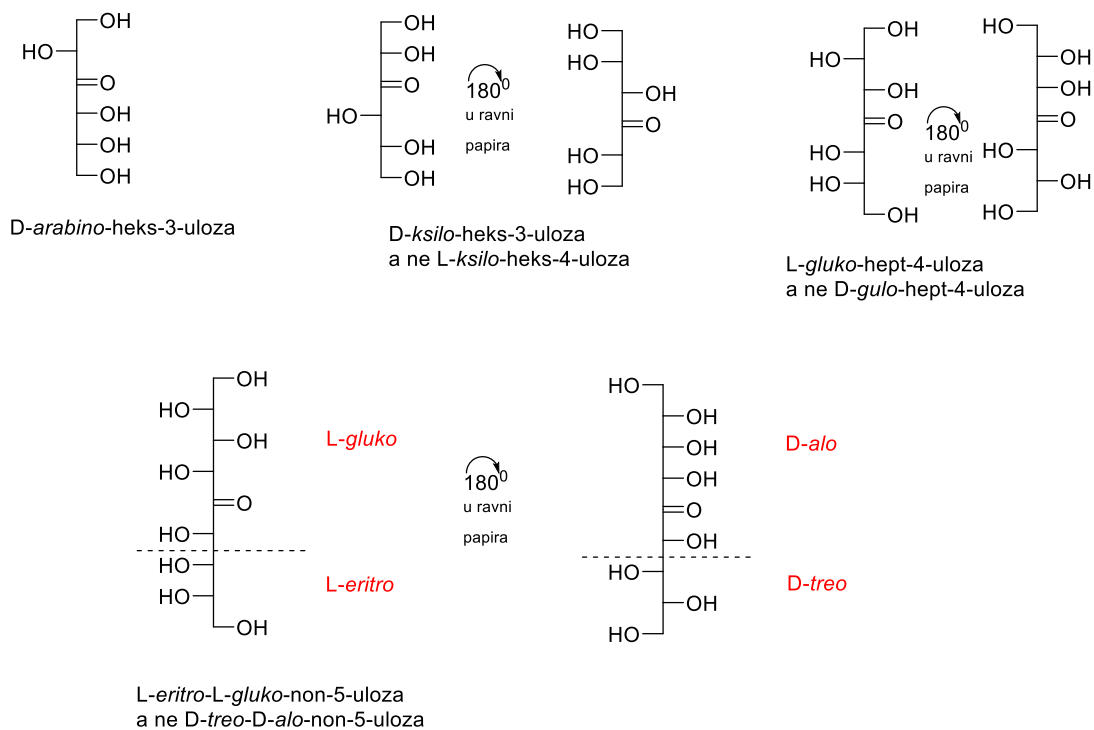 OH
HO
O
OH
OH
OH
D-arabino-heks-3-uloza
OH
OH
O
HO
OH
OH
180⁰
u ravni
papira
HO
HO
OH
O
HO
HO
D-ksilo-heks-3-uloza
a ne L-ksilo-heks-4-uloza
OH
HO
OH
O
HO
HO
OH
180⁰
u ravni
papira
HO
OH
OH
O
HO
OH
HO
L-gluko-hept-4-uloza
a ne D-gulo-hept-4-uloza
OH
HO
OH
HO
O
HO
HO
HO
OH
L-gluko
L-eritro
180⁰
u ravni
papira
HO
OH
OH
OH
O
OH
HO
OH
HO
D-alo
D-treo
L-eritro-L-gluko-non-5-uloza
a ne D-treo-D-alo-non-5-uloza